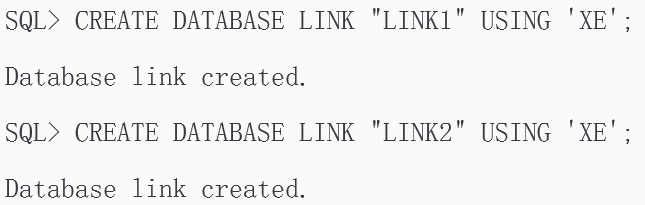 SQL> CREATE DATABASE LINK "LINK1" USING 'XE';
Database link created.
SQL> CREATE DATABASE LINK "LINK2" USING 'XE';
Database link created.